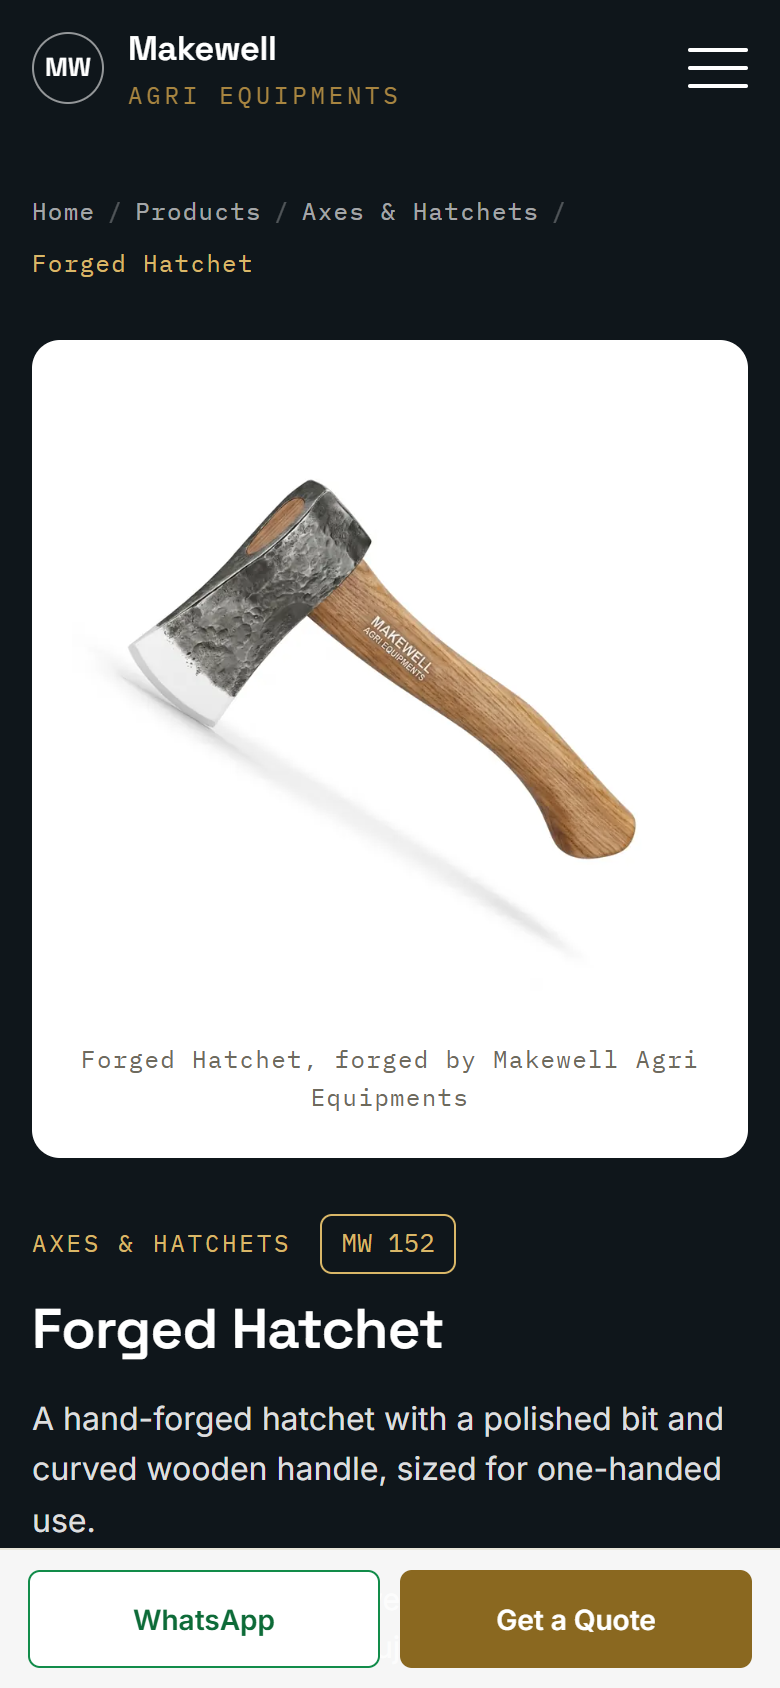 MW
Makewell
AGRI EQUIPMENTS
Home / Products / Axes & Hatchets /
Forged Hatchet
MAKEWELL
AGRI EQUIPMENTS
Forged Hatchet, forged by Makewell Agri
Equipments
AXES & HATCHETS
MW 152
Forged Hatchet
A hand-forged hatchet with a polished bit and
curved wooden handle, sized for one-handed
use.
WhatsApp
Get a Quote